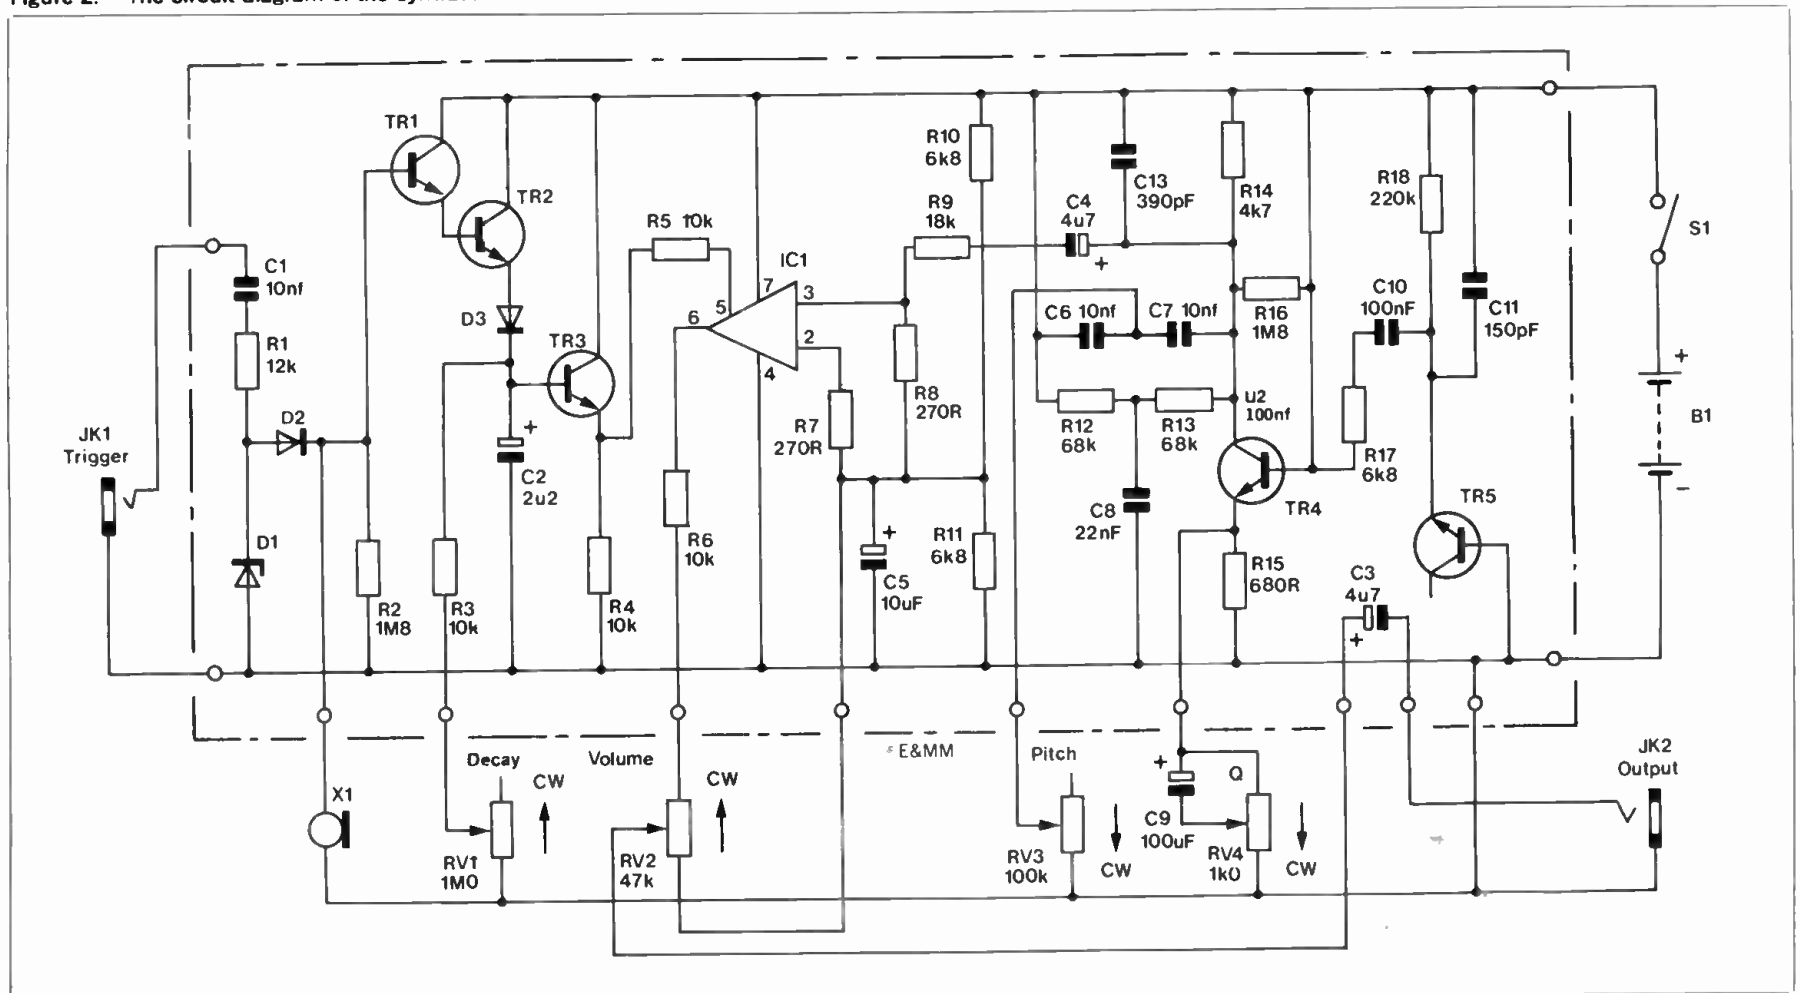 Figure 2.
TR1
TR2
D3
TR3
C1
10nf
R1
12k
D2
D1
JK1
Trigger
R2
1M8
R3
10k
C2
2u2
R4
10k
R5 10k
IC1
7
5
6
3
2
4
R6
10k
R7
270R
R8
270R
R9
18k
R10
6k8
R11
6k8
C5
10uF
+
+
C4
4u7
+
C13
390pF
R14
4k7
C6 10nf
C7 10nf
R16
1M8
R12
68k
R13
68k
U2
100nf
C8
22nF
TR4
R15
680R
R17
6k8
C10
100nF
R18
220k
C11
150pF
TR5
C3
4u7
+
S1
+
B1
−
X1
Decay
CW
RV1
1M0
Volume
CW
RV2
47k
E&MM
Pitch
RV3
100k
CW
+
C9
100uF
Q
RV4
1k0
CW
JK2
Output